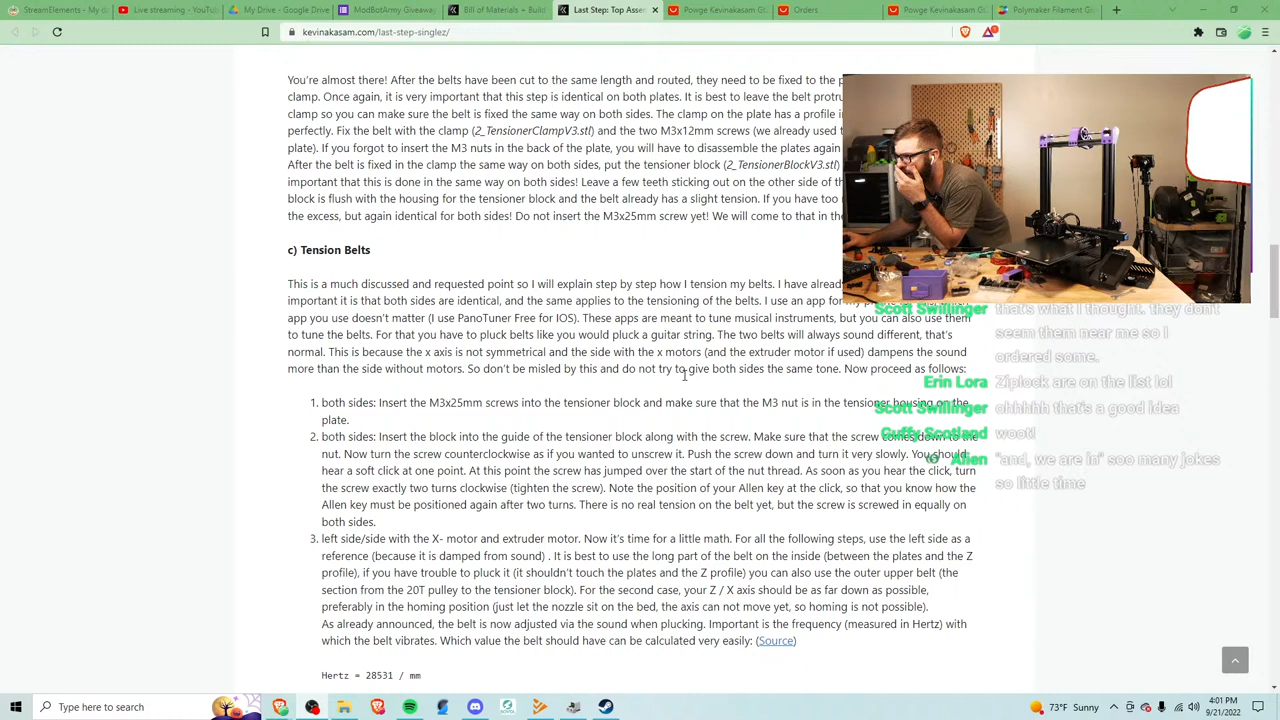 StreamElements - My da
Live streaming - YouTu
My Drive - Google Drive
ModBotArmy Giveaway
Bill of Materials + Build
Last Step: Top Asse
Powge Kevinakasam Gt
Orders
Powge Kevinakasam Gt
Polymaker Filament Gi
kevinakasam.com/last-step-singlez/
You're almost there! After the belts have been cut to the same length and routed, they need to be fixed to the p
clamp. Once again, it is very important that this step is identical on both plates. It is best to leave the belt protru
clamp so you can make sure the belt is fixed the same way on both sides. The clamp on the plate has a profile i
perfectly. Fix the belt with the clamp (2_TensionerClampV3.stl) and the two M3x12mm screws (we already used t
plate). If you forgot to insert the M3 nuts in the back of the plate, you will have to disassemble the plates again
After the belt is fixed in the clamp the same way on both sides, put the tensioner block (2_TensionerBlockV3.stl)
important that this is done in the same way on both sides! Leave a few teeth sticking out on the other side of th
block is flush with the housing for the tensioner block and the belt already has a slight tension. If you have too
the excess, but again identical for both sides! Do not insert the M3x25mm screw yet! We will come to that in the
c) Tension Belts
This is a much discussed and requested point so I will explain step by step how I tension my belts. I have alread
important it is that both sides are identical, and the same applies to the tensioning of the belts. I use an app for
app you use doesn't matter (I use PanoTuner Free for IOS). These apps are meant to tune musical instruments, but you can also use them
to tune the belts. For that you have to pluck belts like you would pluck a guitar string. The two belts will always sound different, that's
normal. This is because the x axis is not symmetrical and the side with the x motors (and the extruder motor if used) dampens the sound
more than the side without motors. So don't be misled by this and do not try to give both sides the same tone. Now proceed as follows:
1. both sides: Insert the M3x25mm screws into the tensioner block and make sure that the M3 nut is in the tensioner housing on the
plate.
2. both sides: Insert the block into the guide of the tensioner block along with the screw. Make sure that the screw comes down to the
nut. Now turn the screw counterclockwise as if you wanted to unscrew it. Push the screw down and turn it very slowly. You should
hear a soft click at one point. At this point the screw has jumped over the start of the nut thread. As soon as you hear the click, turn
the screw exactly two turns clockwise (tighten the screw). Note the position of your Allen key at the click, so that you know how the
Allen key must be positioned again after two turns. There is no real tension on the belt yet, but the screw is screwed in equally on
both sides.
3. left side/side with the X- motor and extruder motor. Now it's time for a little math. For all the following steps, use the left side as a
reference (because it is damped from sound) . It is best to use the long part of the belt on the inside (between the plates and the Z
profile), if you have trouble to pluck it (it shouldn't touch the plates and the Z profile) you can also use the outer upper belt (the
section from the 20T pulley to the tensioner block). For the second case, your Z / X axis should be as far down as possible,
preferably in the homing position (just let the nozzle sit on the bed, the axis can not move yet, so homing is not possible).
As already announced, the belt is now adjusted via the sound when plucking. Important is the frequency (measured in Hertz) with
which the belt vibrates. Which value the belt should have can be calculated very easily: (Source)
Hertz = 28531 / mm
Scott Swillinger that's what I thought. they don't
seem them near me so I
ordered some.
Erin Lora Ziplock are on the list lol
Scott Swillinger ohhhhh that's a good idea
Guffy Scotland woot!
Alien "and, we are in" soo many jokes
so little time
Type here to search
73°F Sunny
4:01 PM
9/21/2022